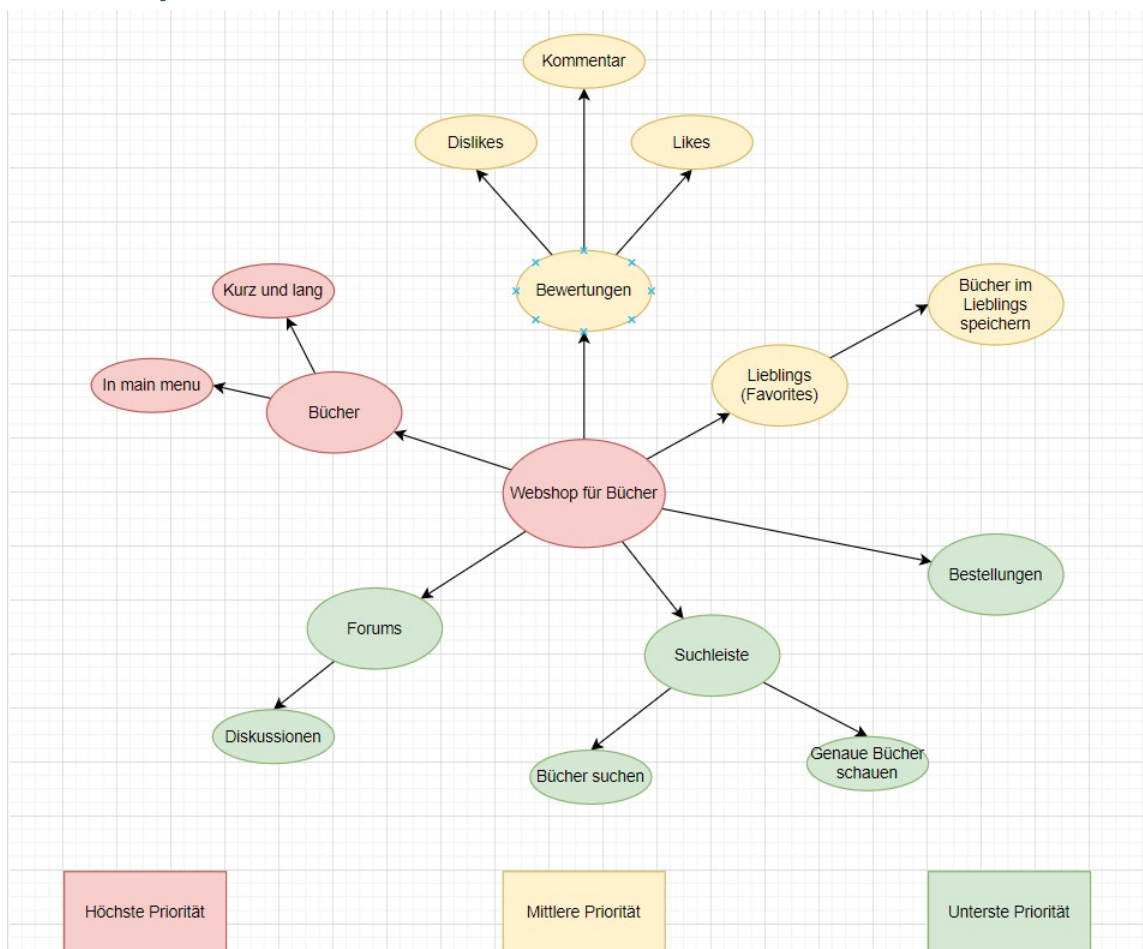 Kommentar
Dislikes
Likes
Kurz und lang
Bewertungen
Bücher im
Lieblings
speichern
In main menu
Lieblings
(Favorites)
Bücher
Webshop für Bücher
Bestellungen
Forums
Suchleiste
Diskussionen
Genaue Bücher
schauen
Bücher suchen
Höchste Priorität
Mittlere Priorität
Unterste Priorität